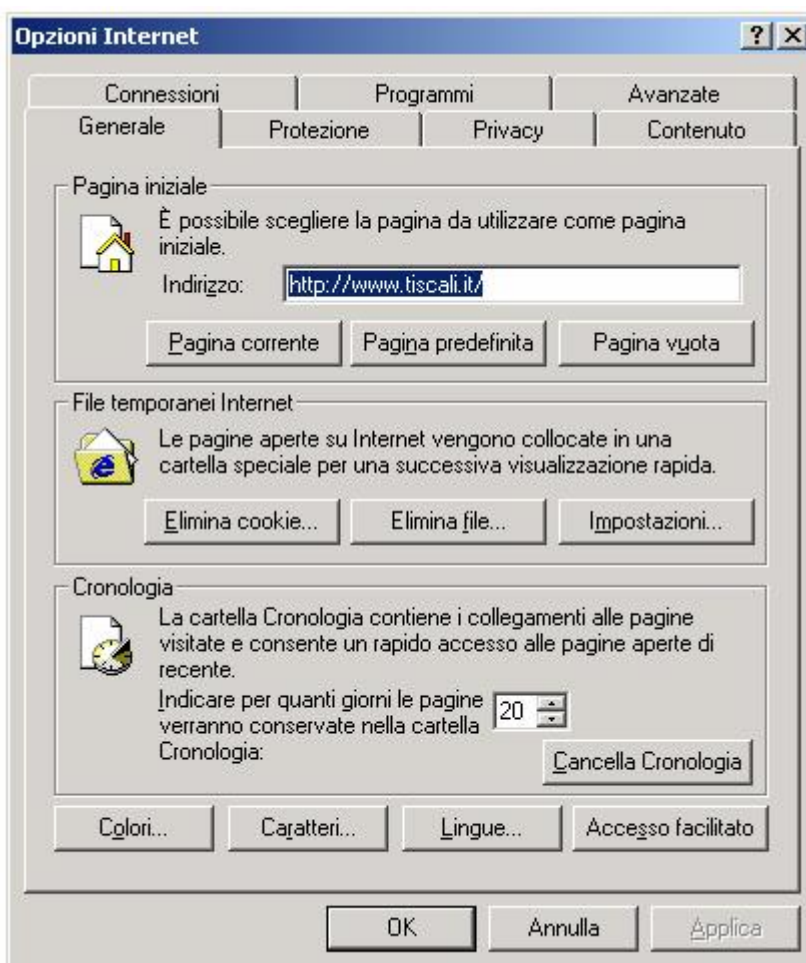 Opzioni Internet
Connessioni Programmi Avanzate
Generale Protezione Privacy Contenuto
Pagina iniziale
È possibile scegliere la pagina da utilizzare come pagina
iniziale.
Indirizzo: http://www.tiscali.it/
Pagina corrente Pagina predefinita Pagina vuota
File temporanei Internet
Le pagine aperte su Internet vengono collocate in una
cartella speciale per una successiva visualizzazione rapida.
Elimina cookie... Elimina file... Impostazioni...
Cronologia
La cartella Cronologia contiene i collegamenti alle pagine
visitate e consente un rapido accesso alle pagine aperte di
recente.
Indicare per quanti giorni le pagine 20
verranno conservate nella cartella
Cronologia:
Cancella Cronologia
Colori... Caratteri... Lingue... Accesso facilitato
OK Annulla Applica